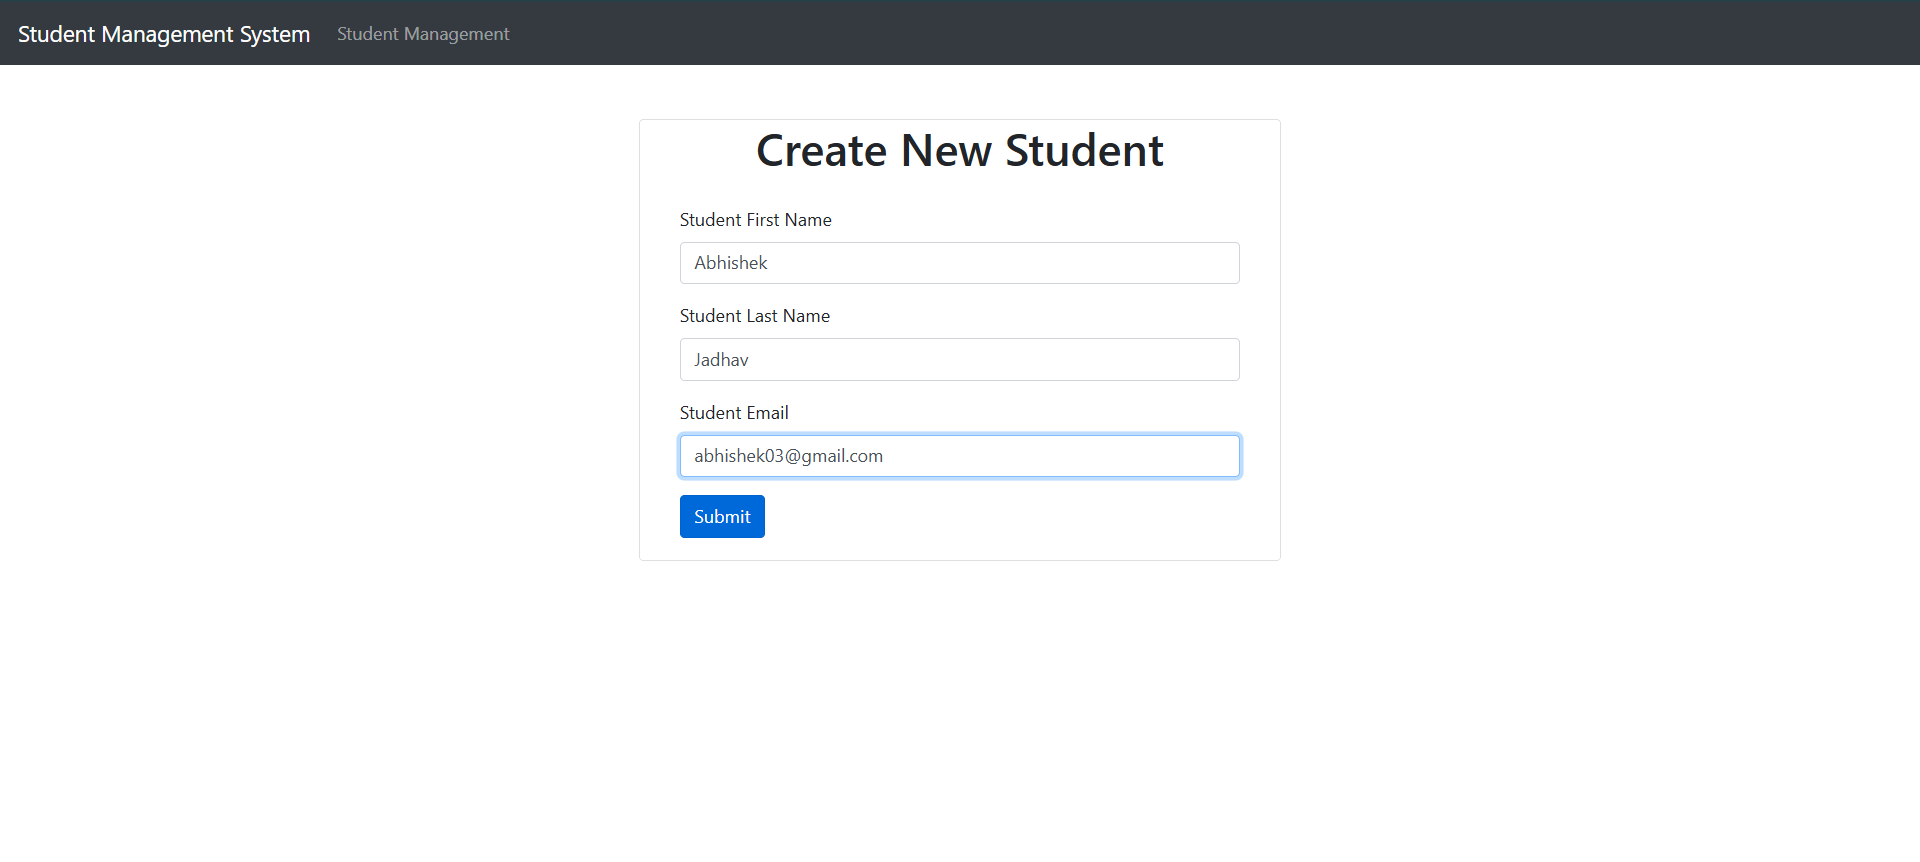 Student Management System Student Management
Create New Student
Student First Name
Abhishek
Student Last Name
Jadhav
Student Email
abhishek03@gmail.com
Submit